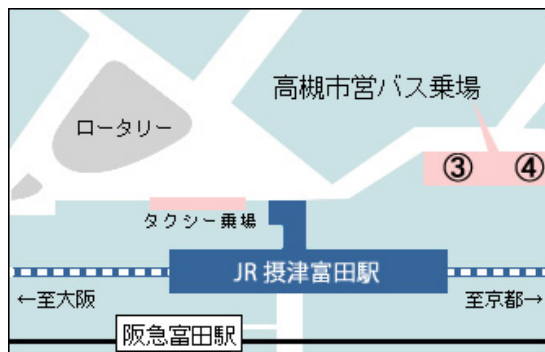 高槻市営バス乗場
ロータリー
③ ④
タクシー乗場
JR 摂津富田駅
←至大阪
至京都→
阪急富田駅